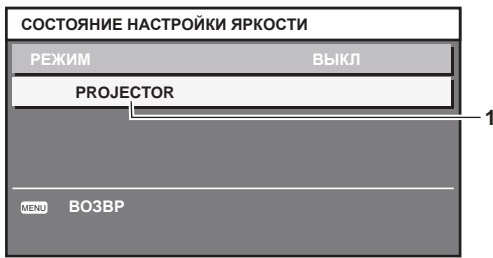 СОСТОЯНИЕ НАСТРОЙКИ ЯРКОСТИ
РЕЖИМ ВЫКЛ
PROJECTOR
1
MENU ВОЗВР